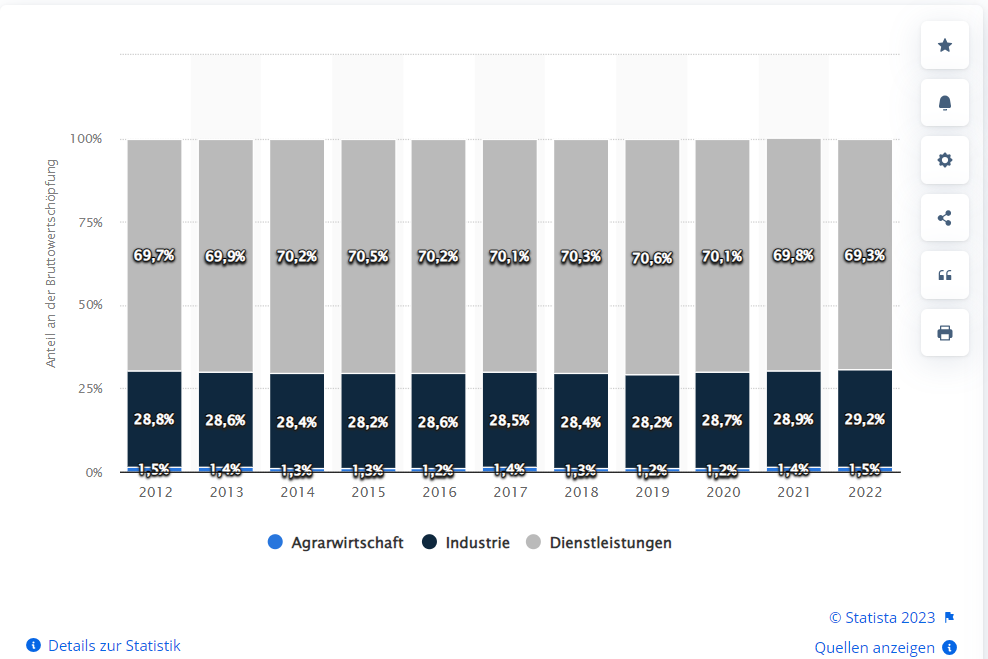 Anteil an der Bruttowertschöpfung
100%
75%
50%
25%
0%
69,7% 69,9% 70,2% 70,5% 70,2% 70,1% 70,3% 70,6% 70,1% 69,8% 69,3%
28,8% 28,6% 28,4% 28,2% 28,6% 28,5% 28,4% 28,2% 28,7% 28,9% 29,2%
1,5% 1,4% 1,3% 1,3% 1,2% 1,4% 1,3% 1,2% 1,2% 1,4% 1,5%
2012 2013 2014 2015 2016 2017 2018 2019 2020 2021 2022
Agrarwirtschaft Industrie Dienstleistungen
© Statista 2023
Details zur Statistik
Quellen anzeigen